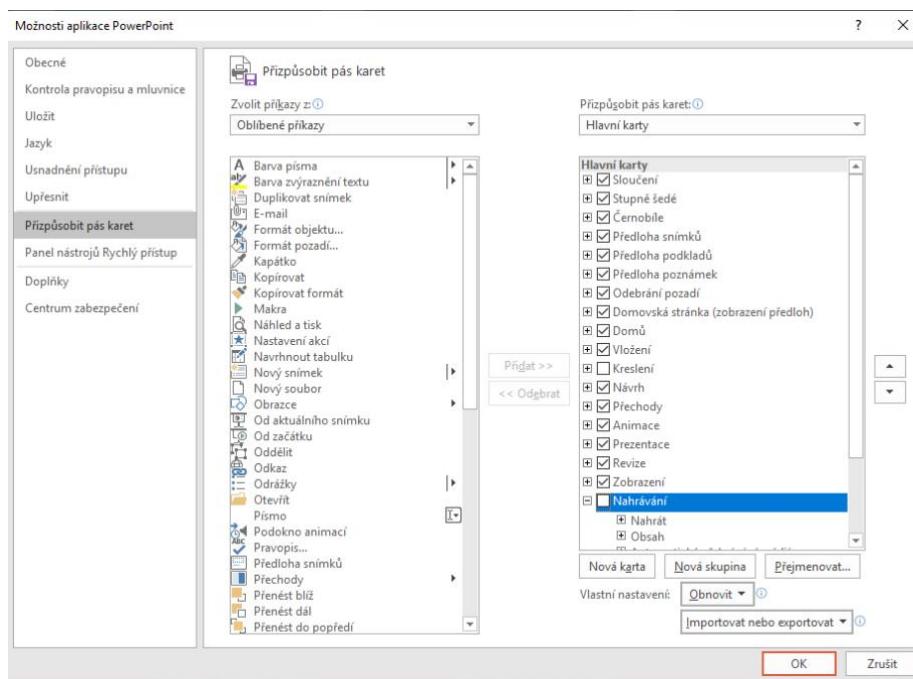 Možnosti aplikace PowerPoint
?
Obecné
Kontrola pravopisu a mluvnice
Uložit
Jazyk
Usnadnění přístupu
Upřesnit
Přizpůsobit pás karet
Panel nástrojů Rychlý přístup
Doplňky
Centrum zabezpečení
Přizpůsobit pás karet
Zvolit příkazy z:
Oblíbené příkazy
Barva písma
Barva zvýraznění textu
Duplikovat snímek
E-mail
Formát objektu...
Formát pozadí...
Kapátko
Kopírovat
Kopírovat formát
Makra
Náhled a tisk
Nastavení akcí
Navrhnout tabulku
Nový snímek
Nový soubor
Obrazce
Od aktuálního snímku
Od začátku
Oddělit
Odkaz
Odrážky
Otevřít
Písmo
Podokno animací
Pravopis...
Předloha snímků
Přechody
Přenést blíž
Přenést dál
Přenést do popředí
Přidat >>
<< Odebrat
Přizpůsobit pás karet:
Hlavní karty
Hlavní karty
Sloučení
Stupně šedé
Černobíle
Předloha snímků
Předloha podkladů
Předloha poznámek
Odebrání pozadí
Domovská stránka (zobrazení předloh)
Domů
Vložení
Kreslení
Návrh
Přechody
Animace
Prezentace
Revize
Zobrazení
Nahrávání
Nahrát
Obsah
Nová karta
Nová skupina
Přejmenovat...
Vlastní nastavení:
Obnovit
Importovat nebo exportovat
OK
Zrušit